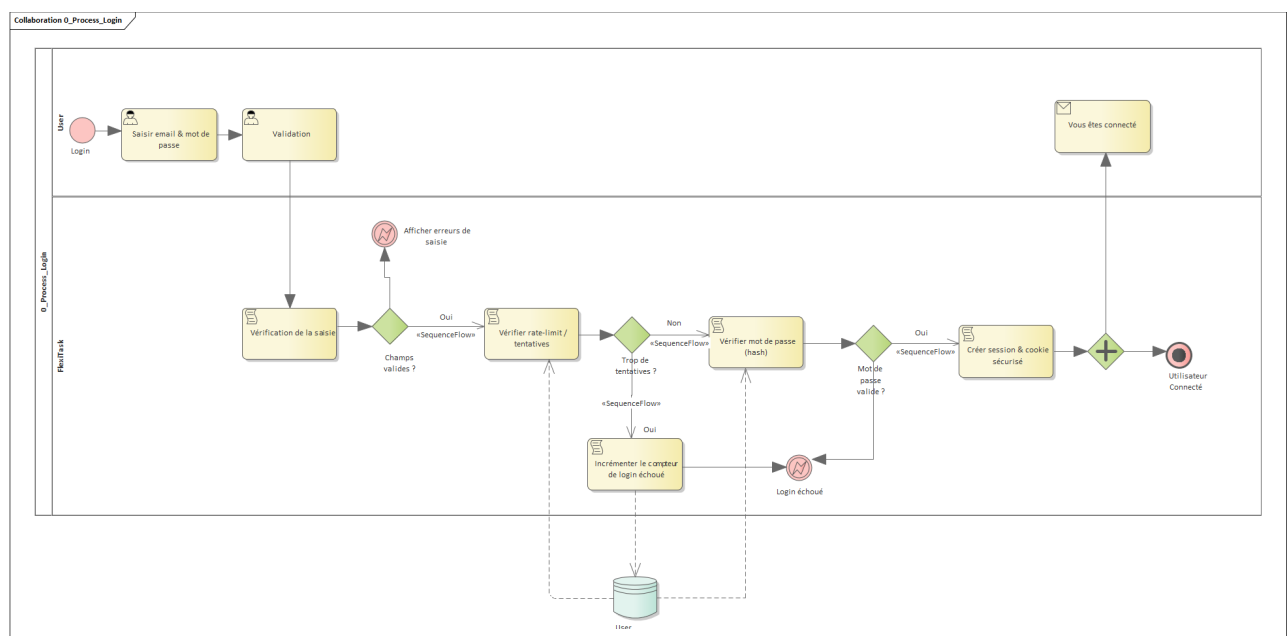 Collaboration 0_Process_Login
0_Process_Login
User
Login
Saisir email & mot de
passe
Validation
Vous êtes connecté
FlexiTask
Afficher erreurs de
saisie
Vérification de la saisie
Champs
valides ?
Oui
«SequenceFlow»
Vérifier rate-limit /
tentatives
Trop de
tentatives ?
Non
«SequenceFlow»
«SequenceFlow»
Oui
Vérifier mot de passe
(hash)
Mot de
passe
valide ?
Oui
«SequenceFlow»
Créer session & cookie
sécurisé
Utilisateur
Connecté
Incrémenter le compteur
de login échoué
Login échoué
User